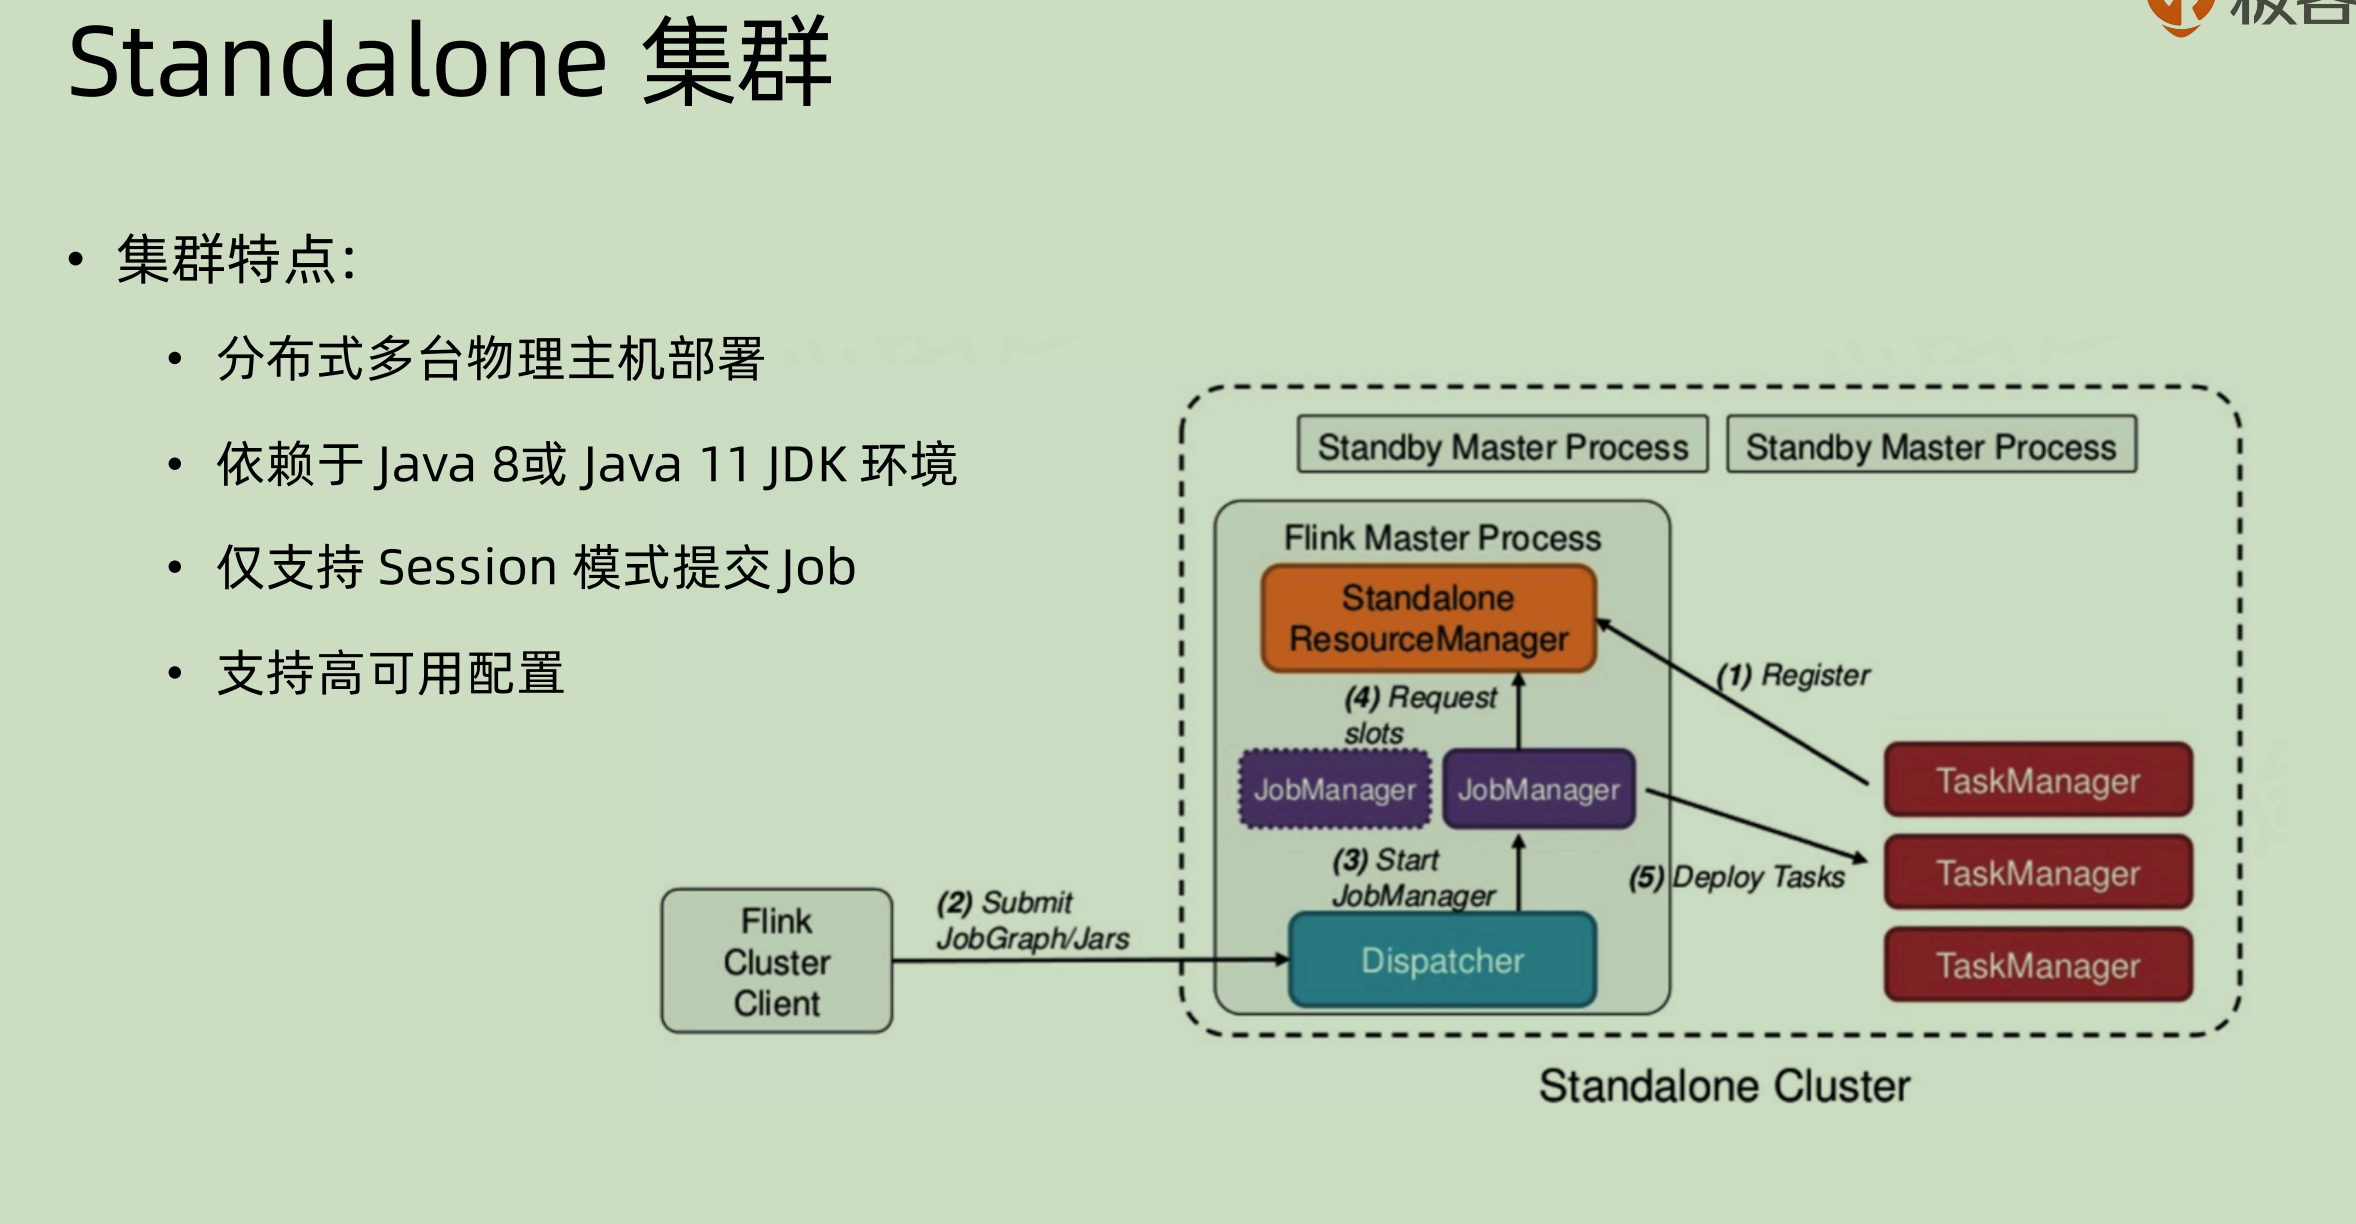 Standalone 集群
• 集群特点:
• 分布式多台物理主机部署
• 依赖于 Java 8或 Java 11 JDK 环境
• 仅支持 Session 模式提交 Job
• 支持高可用配置
Standby Master Process
Standby Master Process
Flink Master Process
Standalone
ResourceManager
(1) Register
(4) Request
slots
JobManager
JobManager
TaskManager
TaskManager
TaskManager
(3) Start
JobManager
(5) Deploy Tasks
(2) Submit
JobGraph/Jars
Flink
Cluster
Client
Dispatcher
Standalone Cluster